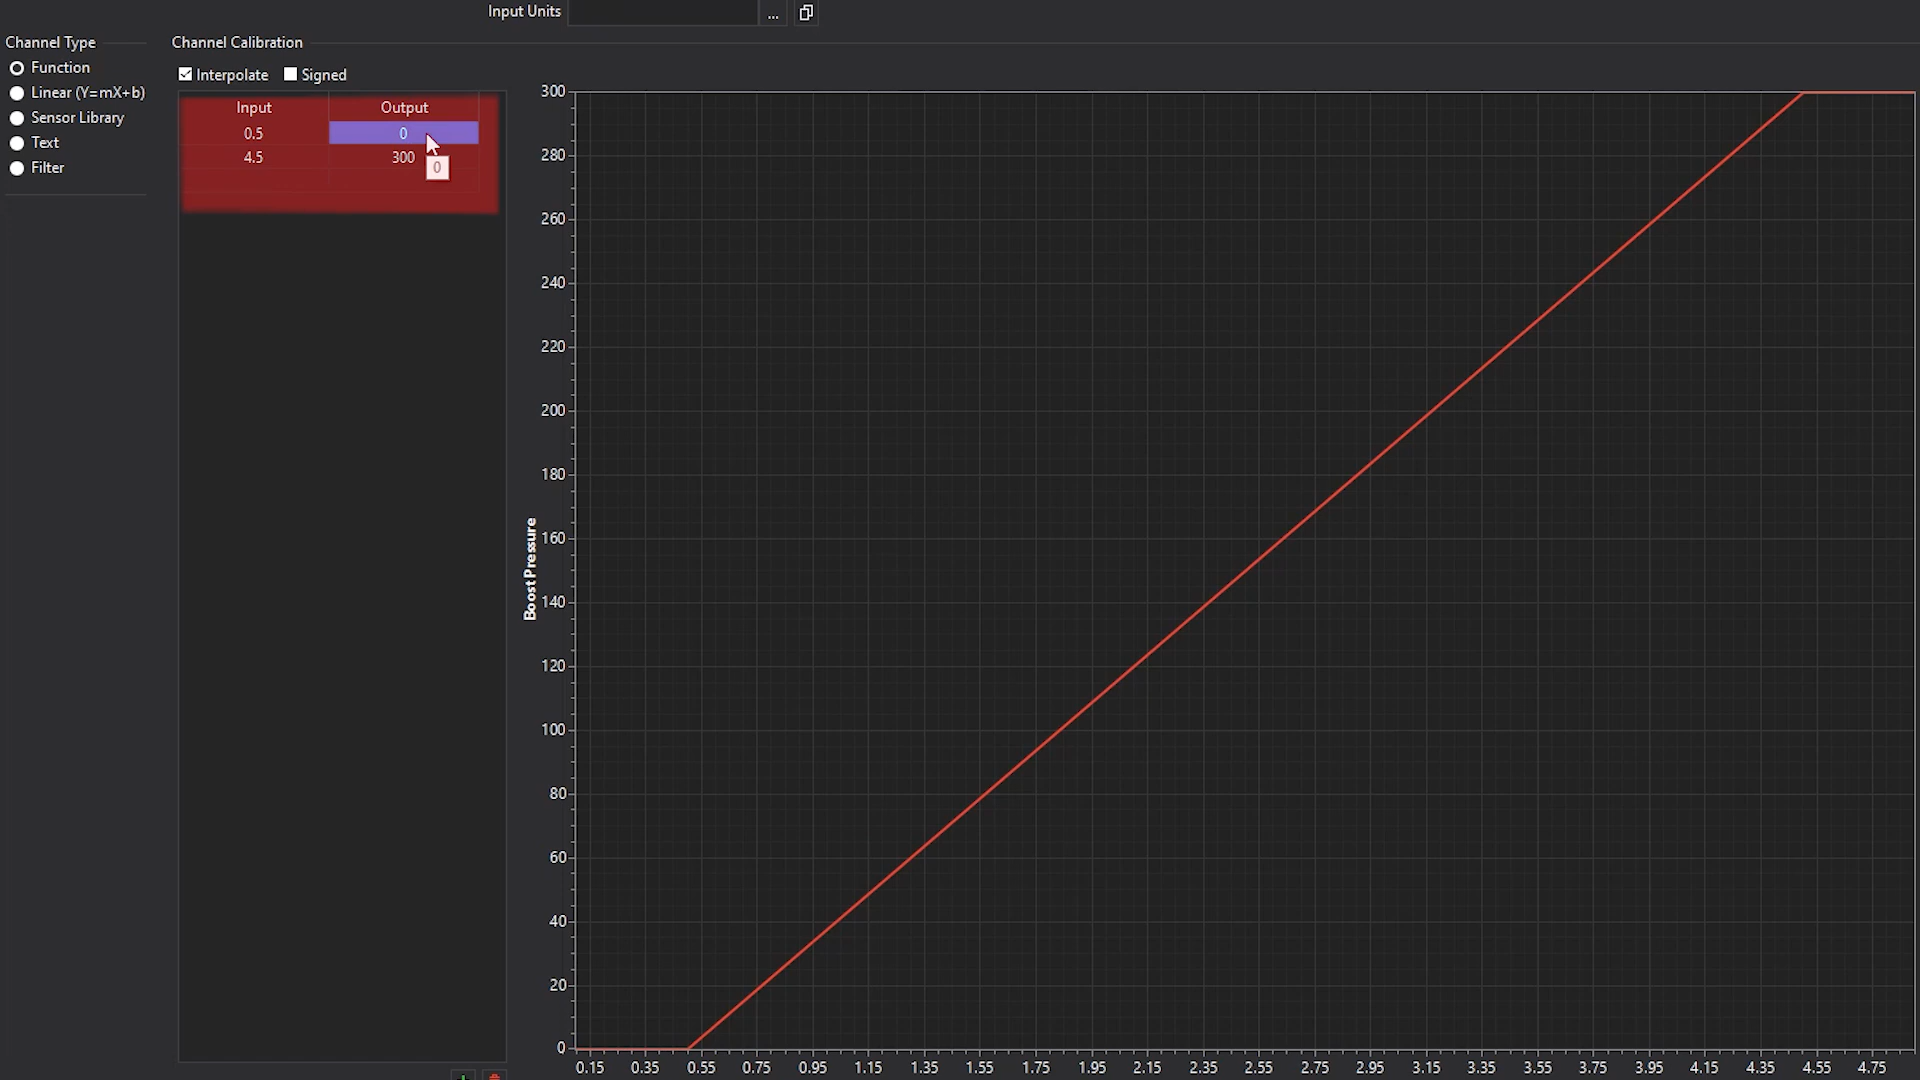 Input Units
...
Channel Type
Function
Linear (Y=mX+b)
Sensor Library
Text
Filter
Channel Calibration
Interpolate
Signed
Input Output
0.5 0
4.5 300
0
Boost Pressure
300
280
260
240
220
200
180
160
140
120
100
80
60
40
20
0
0.15 0.35 0.55 0.75 0.95 1.15 1.35 1.55 1.75 1.95 2.15 2.35 2.55 2.75 2.95 3.15 3.35 3.55 3.75 3.95 4.15 4.35 4.55 4.75